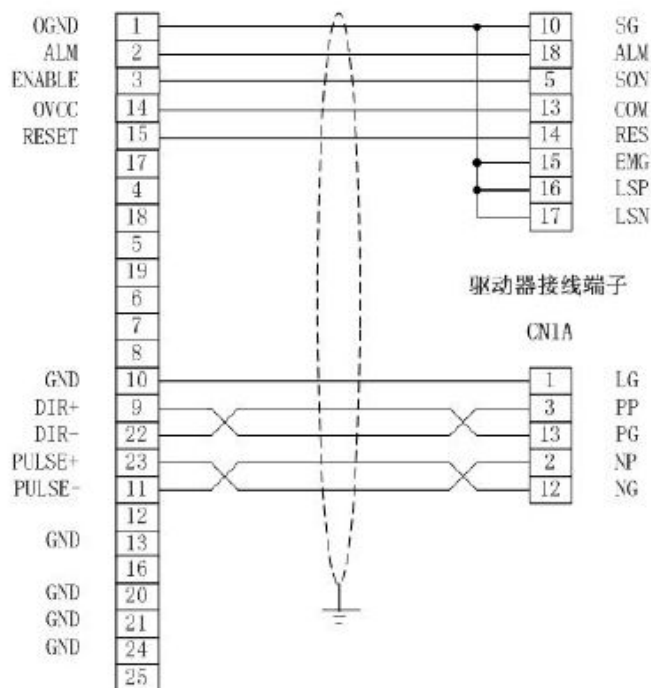 OGND 1 10 SG
ALM 2 18 ALM
ENABLE 3 5 SON
OVCC 14 13 COM
RESET 15 14 RES
17 15 EMG
4 16 LSP
18 17 LSN
5
19
驱动器接线端子
6
7
CN1A
8
GND 10 1 LG
DIR+ 9 3 PP
DIR- 22 13 PG
PULSE+ 23 2 NP
PULSE- 11 12 NG
12
GND 13
16
GND 20
GND 21
GND 24
25